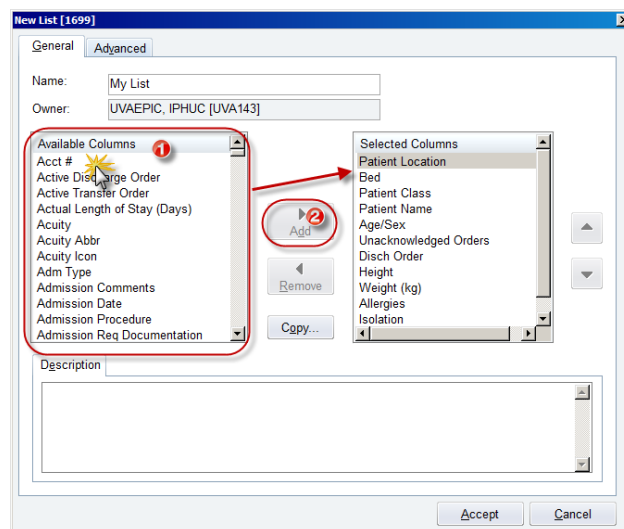 New List [1699]
General
Advanced
Name:
My List
Owner:
UVAEPIC, IPHUC [UVA143]
Available Columns
1
Acct #
Active Discharge Order
Active Transfer Order
Actual Length of Stay (Days)
Acuity
Acuity Abbr
Acuity Icon
Adm Type
Admission Comments
Admission Date
Admission Procedure
Admission Req Documentation
2
Add
Remove
Copy...
Selected Columns
Patient Location
Bed
Patient Class
Patient Name
Age/Sex
Unacknowledged Orders
Disch Order
Height
Weight (kg)
Allergies
Isolation
Description
Accept
Cancel